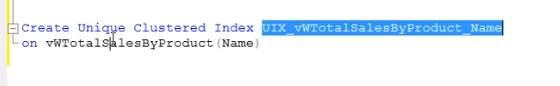 Create Unique Clustered Index UIX_vWTotalSalesByProduct_Name
on vWTotalSalesByProduct(Name)